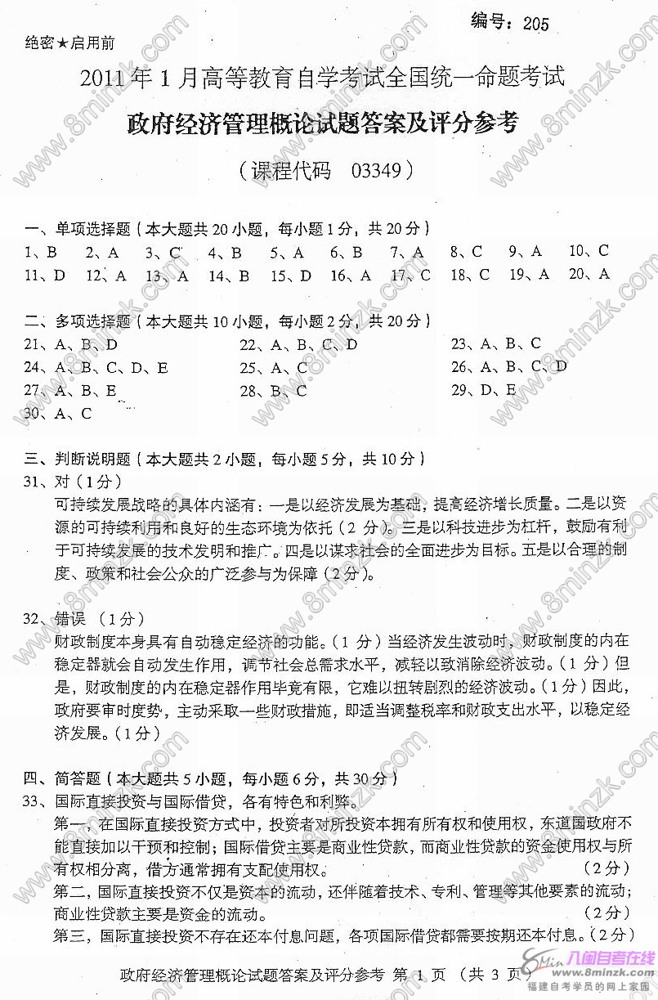 编号：205
绝密★启用前
2011年1月高等教育自学考试全国统一命题考试
政府经济管理概论试题答案及评分参考
（课程代码 03349）
一、单项选择题（本大题共20小题，每小题1分，共20分）
1、B 2、A 3、C 4、B 5、A 6、B 7、A 8、C 9、A 10、C
11、D 12、A 13、A 14、B 15、D 16、A 17、C 18、C 19、A 20、A
二、多项选择题（本大题共10小题，每小题2分，共20分）
21、A、B、D 22、A、B、C、D 23、A、B、C
24、A、B、C、D、E 25、A、C 26、A、B、C、D
27、A、B、E 28、B、C 29、D、E
30、A、C
三、判断说明题（本大题共2小题，每小题5分，共10分）
31、对（1分）
可持续发展战略的具体内涵有：一是以经济发展为基础，提高经济增长质量。二是以资
源的可持续利用和良好的生态环境为依托（2 分）。三是以科技进步为杠杆，鼓励有利
于可持续发展的技术发明和推广。四是以谋求社会的全面进步为目标。五是以合理的制
度、政策和社会公众的广泛参与为保障（2分）。
32、错误 （1分）
财政制度本身具有自动稳定经济的功能。（1 分）当经济发生波动时，财政制度的内在
稳定器就会自动发生作用，调节社会总需求水平，减轻以致消除经济波动。（1 分）但
是，财政制度的内在稳定器作用毕竟有限，它难以扭转剧烈的经济波动。（1分）因此，
政府要审时度势，主动采取一些财政措施，即适当调整税率和财政支出水平，以稳定经
济发展。（1分）
四、简答题（本大题共5小题，每小题6分，共30分）
33、国际直接投资与国际借贷，各有特色和利弊。
第一，在国际直接投资方式中，投资者对所投资本拥有所有权和使用权，东道国政府不
能直接加以干预和控制；国际借贷主要是商业性贷款，而商业性贷款的资金使用权与所
有权相分离，借方通常拥有支配使用权。 （2分）
第二，国际直接投资不仅是资本的流动，还伴随着技术、专利、管理等其他要素的流动；
商业性贷款主要是资金的流动。 （2分）
第三，国际直接投资不存在还本付息问题，各项国际借贷都需要按期还本付息。（2分）
政府经济管理概论试题答案及评分参考 第 1 页 （共 3 页）
8Min 八闽自考在线
www.8minzk.com
福建自考学员的网上家园